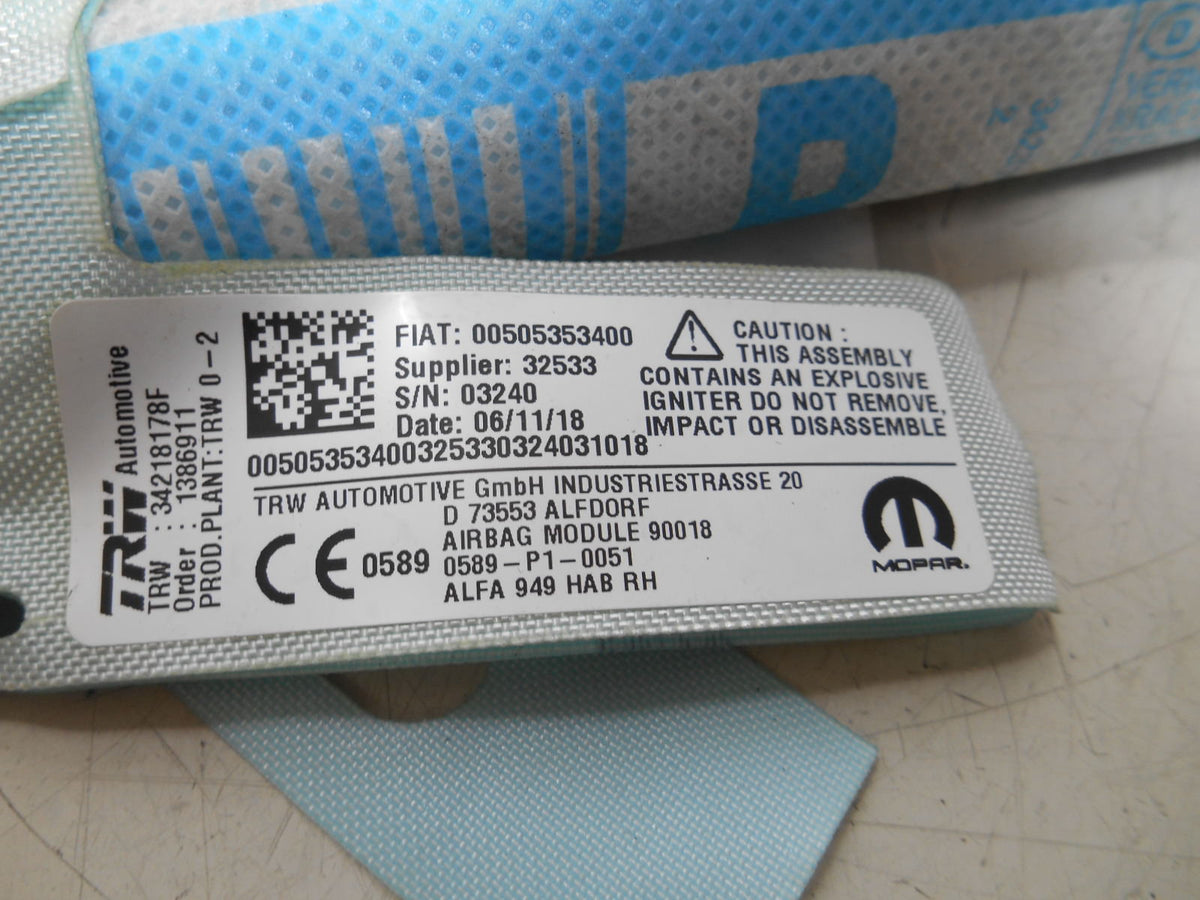 TRW Automotive
TRW : 34218178F
Order : 1386911
PROD.PLANT:TRW 0-2
FIAT: 00505353400
Supplier: 32533
S/N: 03240
Date: 06/11/18
00505353400325330324031018
CAUTION :
THIS ASSEMBLY
CONTAINS AN EXPLOSIVE
IGNITER DO NOT REMOVE,
IMPACT OR DISASSEMBLE
TRW AUTOMOTIVE GmbH INDUSTRIESTRASSE 20
D 73553 ALFDORF
AIRBAG MODULE 90018
0589 0589-P1-0051
ALFA 949 HAB RH
CE
MOPAR.